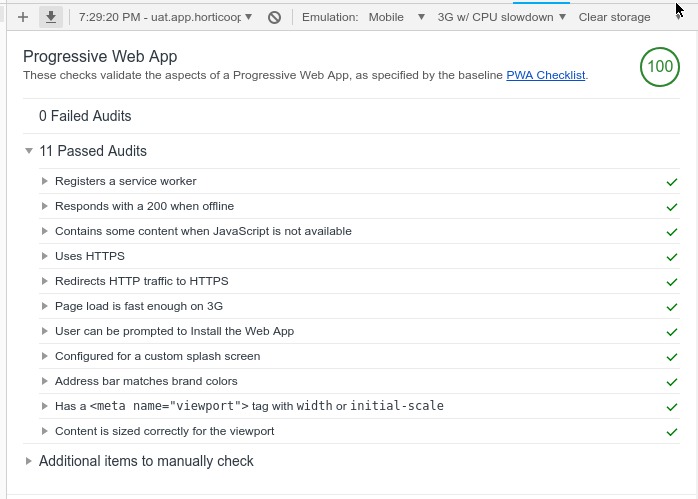 7:29:20 PM - uat.app.horticoop
Emulation: Mobile
3G w/ CPU slowdown
Clear storage
Progressive Web App
These checks validate the aspects of a Progressive Web App, as specified by the baseline PWA Checklist.
100
0 Failed Audits
11 Passed Audits
Registers a service worker
Responds with a 200 when offline
Contains some content when JavaScript is not available
Uses HTTPS
Redirects HTTP traffic to HTTPS
Page load is fast enough on 3G
User can be prompted to Install the Web App
Configured for a custom splash screen
Address bar matches brand colors
Has a <meta name="viewport"> tag with width or initial-scale
Content is sized correctly for the viewport
Additional items to manually check